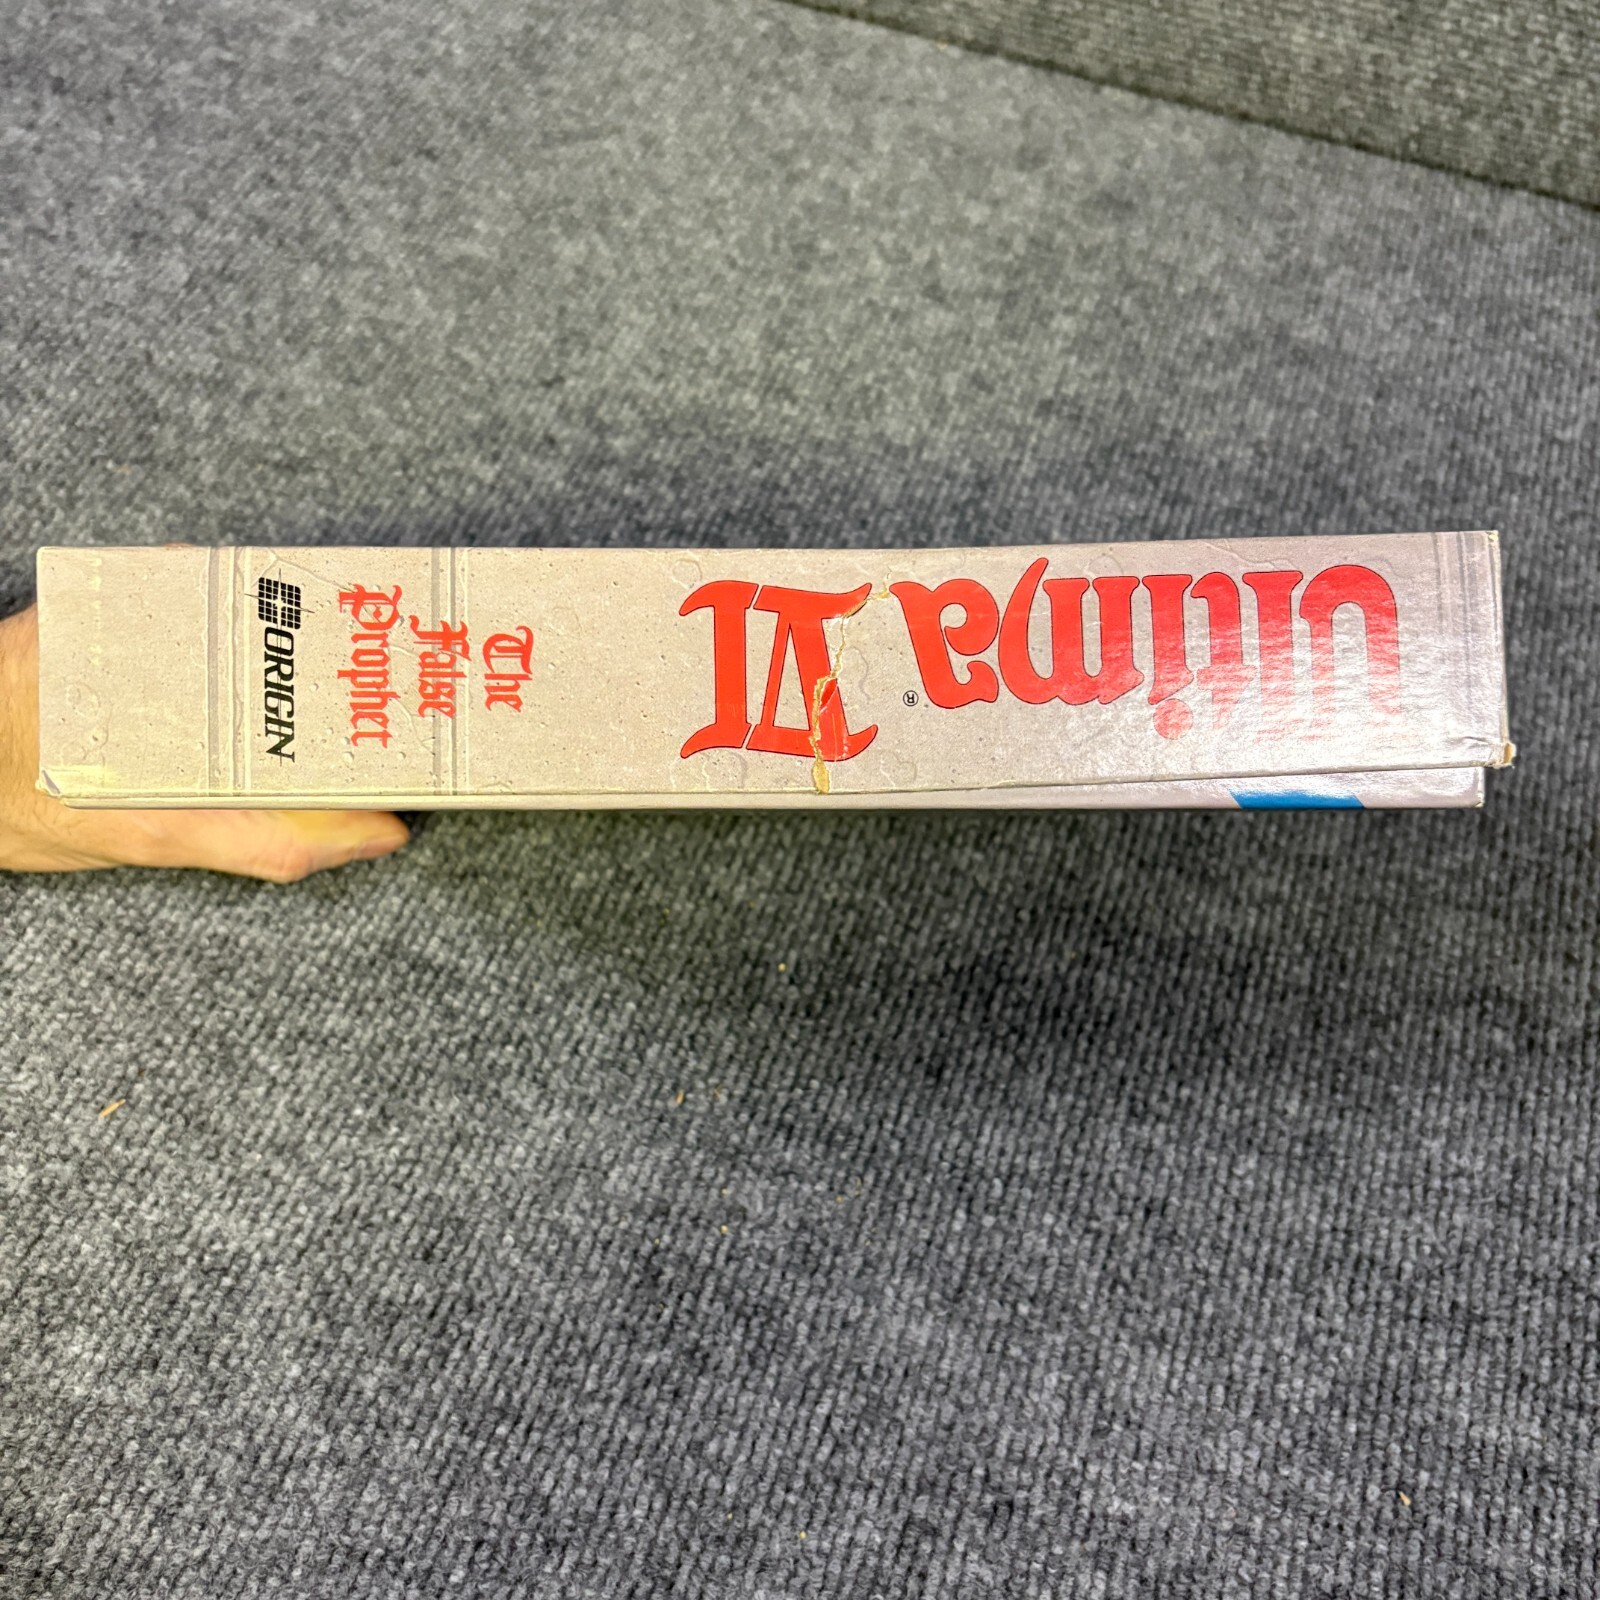 Ultima®
VI
The
False
Prophet
ORIGIN